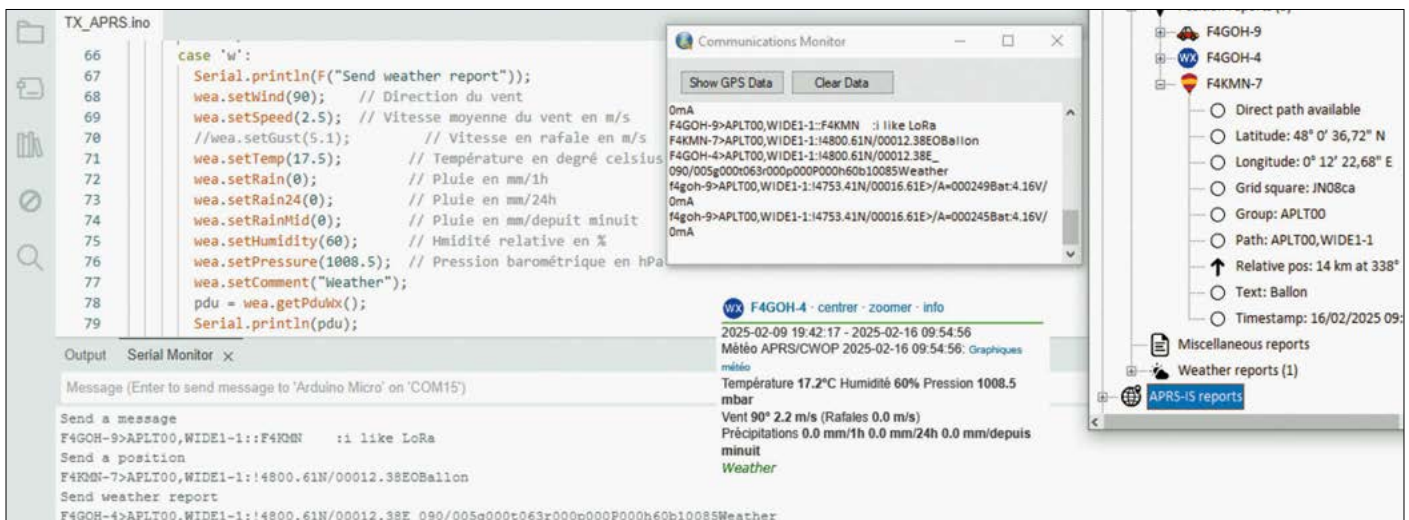 TX_APRS.ino
66 case 'w':
67 Serial.println(F("Send weather report"));
68 wea.setWind(90); // Direction du vent
69 wea.setSpeed(2.5); // Vitesse moyenne du vent en m/s
70 //wea.setGust(5.1); // Vitesse en rafale en m/s
71 wea.setTemp(17.5); // Température en degré celsius
72 wea.setRain(0); // Pluie en mm/1h
73 wea.setRain24(0); // Pluie en mm/24h
74 wea.setRainMid(0); // Pluie en mm/depuit minuit
75 wea.setHumidity(60); // Hmidité relative en %
76 wea.setPressure(1008.5); // Pression barométrique en hPa
77 wea.setComment("Weather");
78 pdu = wea.getPduWx();
79 Serial.println(pdu);
Output Serial Monitor x
Message (Enter to send message to 'Arduino Micro' on 'COM15')
Send a message
F4GOH-9>APLT00,WIDE1-1::F4KMN :i like LoRa
Send a position
F4KMN-7>APLT00,WIDE1-1:!4800.61N/00012.38EOBallon
Send weather report
F4GOH-4>APLT00,WIDE1-1:!4800.61N/00012.38E_090/005g000t063r000p000P000h60b10085Weather
Communications Monitor
Show GPS Data Clear Data
0mA
F4GOH-9>APLT00,WIDE1-1::F4KMN :i like LoRa
F4KMN-7>APLT00,WIDE1-1:!4800.61N/00012.38EOBallon
F4GOH-4>APLT00,WIDE1-1:!4800.61N/00012.38E_
090/005g000t063r000p000P000h60b10085Weather
f4goh-9>APLT00,WIDE1-1:!4753.41N/00016.61E>/A=000249Bat:4.16V/
0mA
f4goh-9>APLT00,WIDE1-1:!4753.41N/00016.61E>/A=000245Bat:4.16V/
0mA
WX F4GOH-4 · centrer · zoomer · info
2025-02-09 19:42:17 - 2025-02-16 09:54:56
Météo APRS/CWOP 2025-02-16 09:54:56: Graphiques
météo
Température 17.2°C Humidité 60% Pression 1008.5
mbar
Vent 90° 2.2 m/s (Rafales 0.0 m/s)
Précipitations 0.0 mm/1h 0.0 mm/24h 0.0 mm/depuis
minuit
Weather
F4GOH-9
WX F4GOH-4
F4KMN-7
Direct path available
Latitude: 48° 0' 36,72" N
Longitude: 0° 12' 22,68" E
Grid square: JN08ca
Group: APLT00
Path: APLT00,WIDE1-1
Relative pos: 14 km at 338°
Text: Ballon
Timestamp: 16/02/2025 09:
Miscellaneous reports
Weather reports (1)
APRS-IS reports